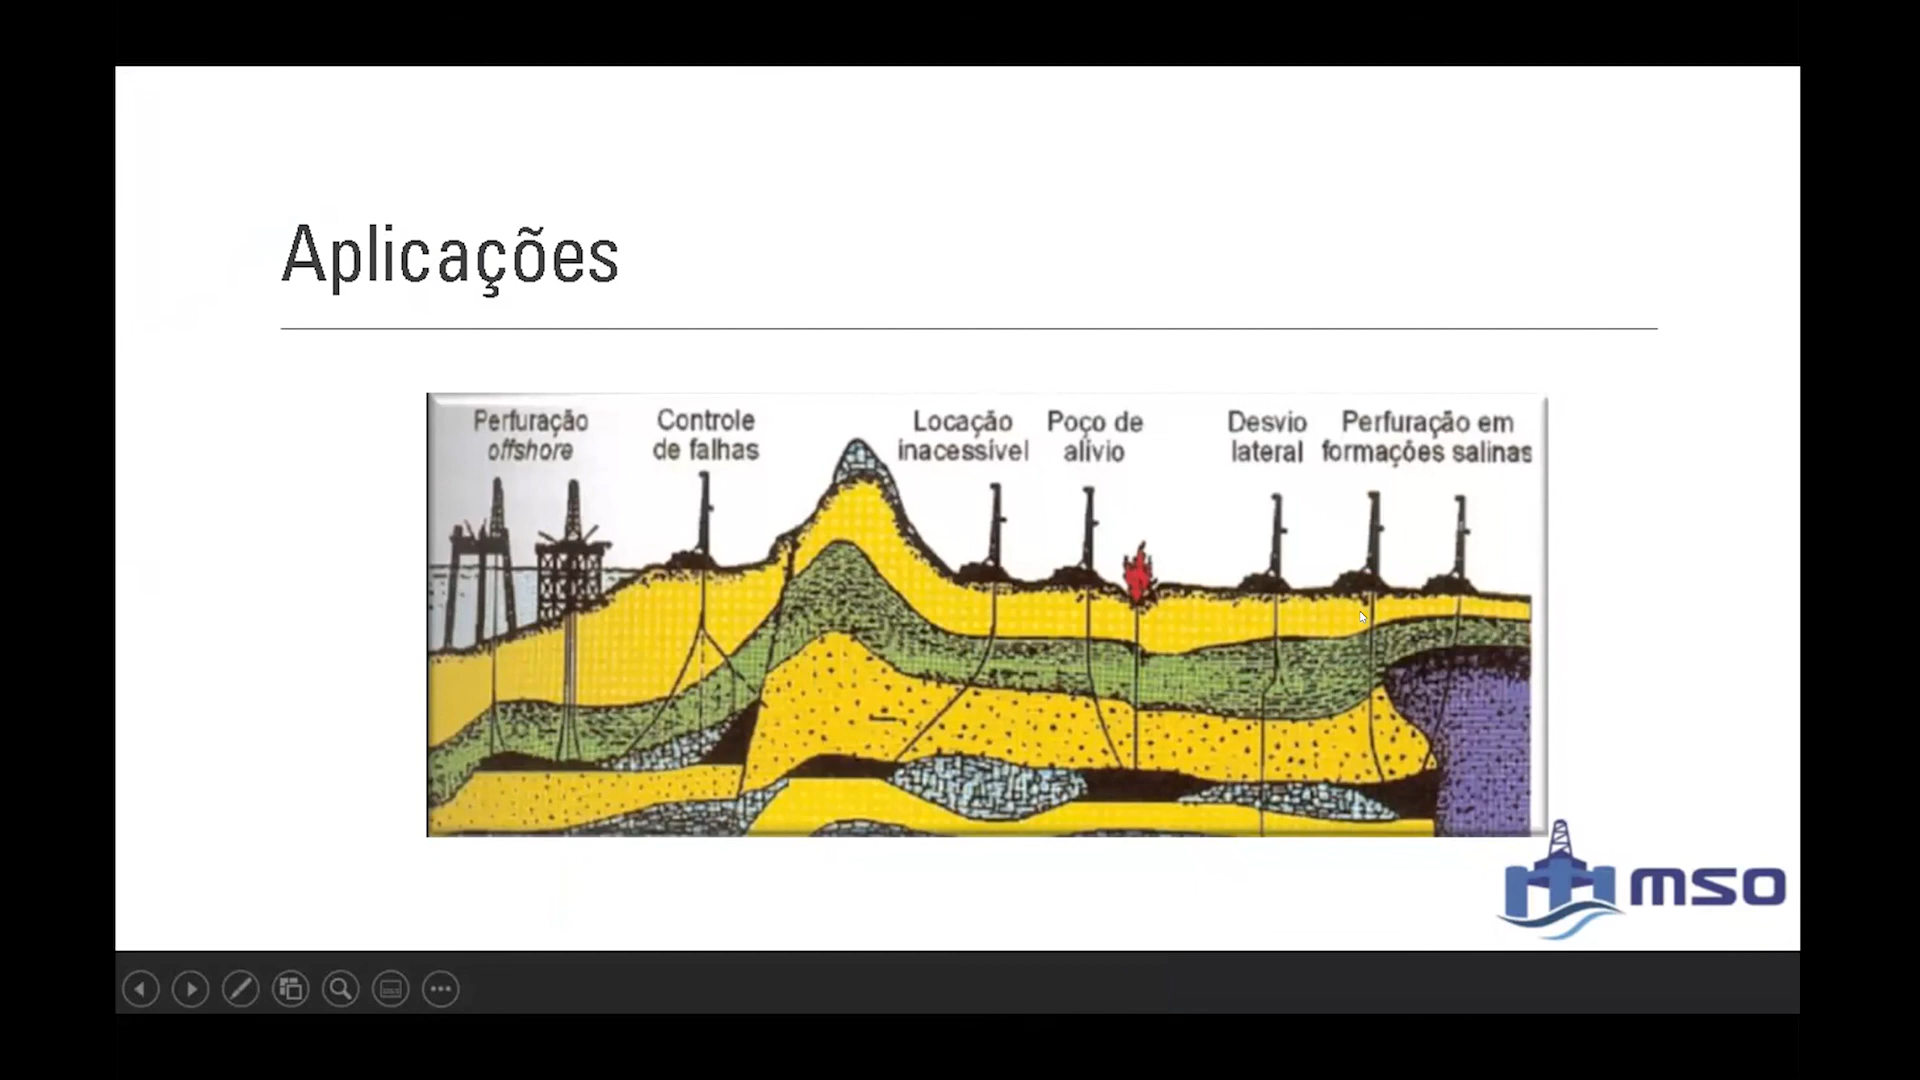 Aplicações
Perfuração
offshore
Controle
de falhas
Locação
inacessível
Poço de
alívio
Desvio
lateral
Perfuração em
formações salinas
mso